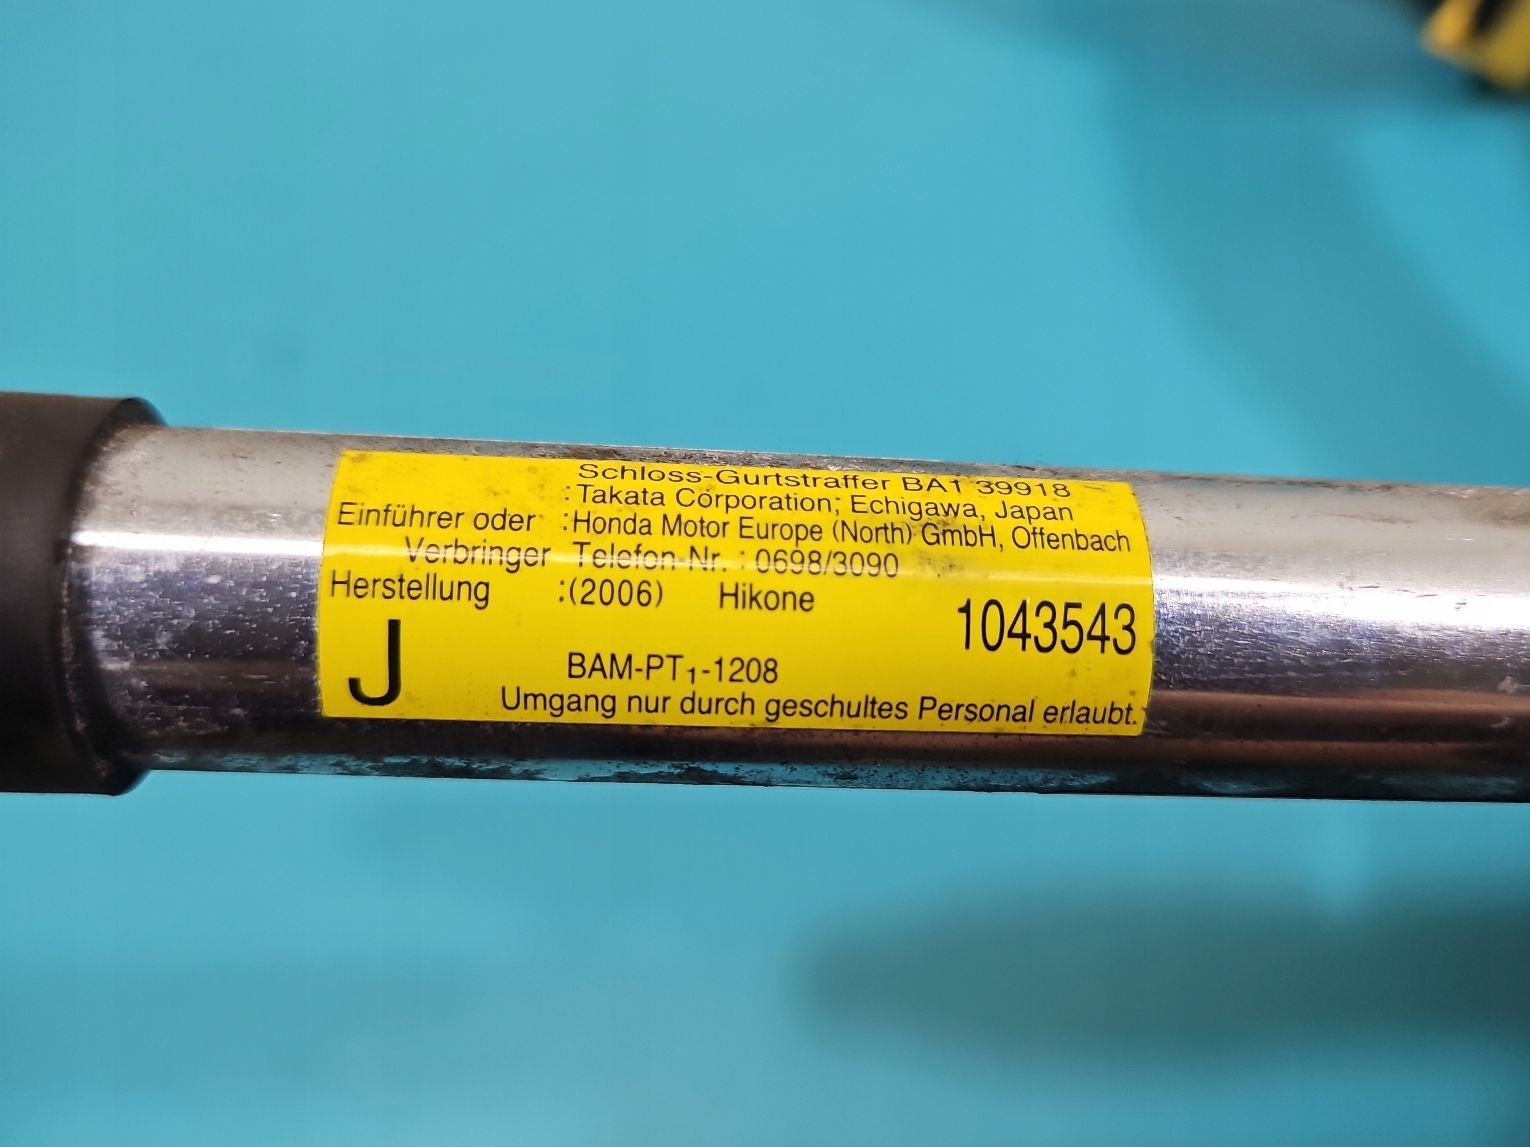 Schloss-Gurtstraffer BA1 39918
:Takata Corporation; Echigawa, Japan
Einführer oder :Honda Motor Europe (North) GmbH, Offenbach
Verbringer Telefon-Nr. : 0698/3090
Herstellung :(2006) Hikone 1043543
J BAM-PT1-1208
Umgang nur durch geschultes Personal erlaubt.